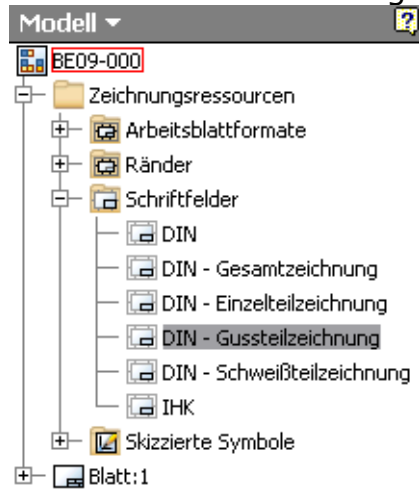 Modell
BE09-000
Zeichnungsressourcen
Arbeitsblattformate
Ränder
Schriftfelder
DIN
DIN - Gesamtzeichnung
DIN - Einzelteilzeichnung
DIN - Gussteilzeichnung
DIN - Schweißteilzeichnung
IHK
Skizzierte Symbole
Blatt:1